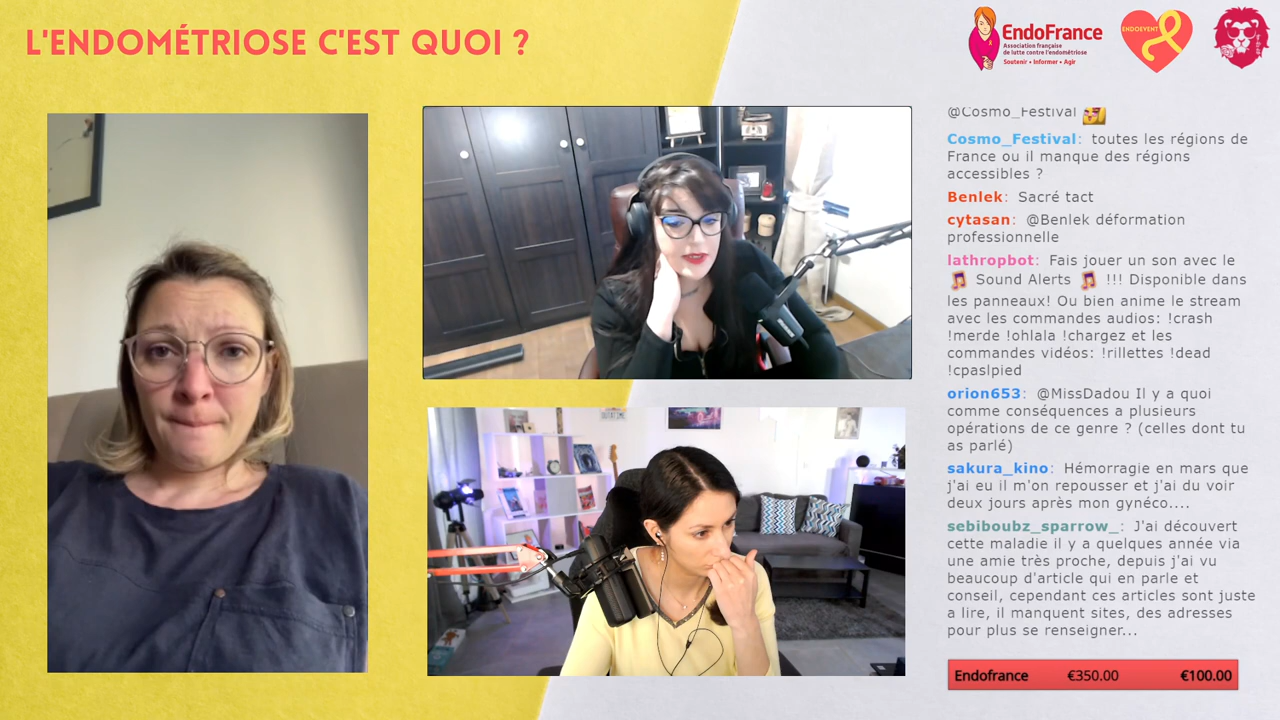 L'ENDOMÉTRIOSE C'EST QUOI ?
EndoFrance
Association française
de lutte contre l'endométriose
Soutenir • Informer • Agir
ENDOEVENT
@Cosmo_Festival
Cosmo_Festival: toutes les régions de
France ou il manque des régions
accessibles ?
Benlek: Sacré tact
cytasan: @Benlek déformation
professionnelle
lathropbot: Fais jouer un son avec le
Sound Alerts !!! Disponible dans
les panneaux! Ou bien anime le stream
avec les commandes audios: !crash
!merde !ohlala !chargez et les
commandes vidéos: !rillettes !dead
!cpaslpied
orion653: @MissDadou Il y a quoi
comme conséquences a plusieurs
opérations de ce genre ? (celles dont tu
as parlé)
sakura_kino: Hémorragie en mars que
j'ai eu il m'on repousser et j'ai du voir
deux jours après mon gynéco....
sebiboubz_sparrow_: J'ai découvert
cette maladie il y a quelques année via
une amie très proche, depuis j'ai vu
beaucoup d'article qui en parle et
conseil, cependant ces articles sont juste
a lire, il manquent sites, des adresses
pour plus se renseigner...
Endofrance €350.00 €100.00